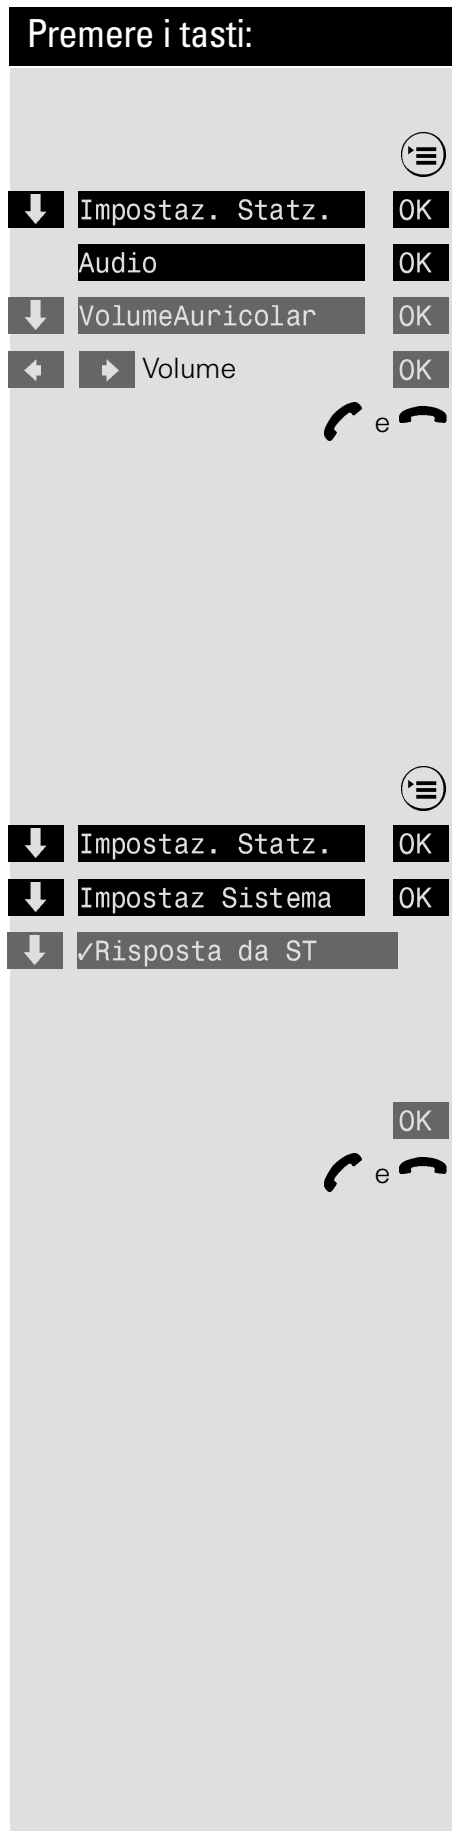 Premere i tasti:
Impostaz. Statz. OK
Audio OK
VolumeAuricolar OK
Volume OK
e
Impostaz. Statz. OK
Impostaz Sistema OK
✓Risposta da ST
OK
e